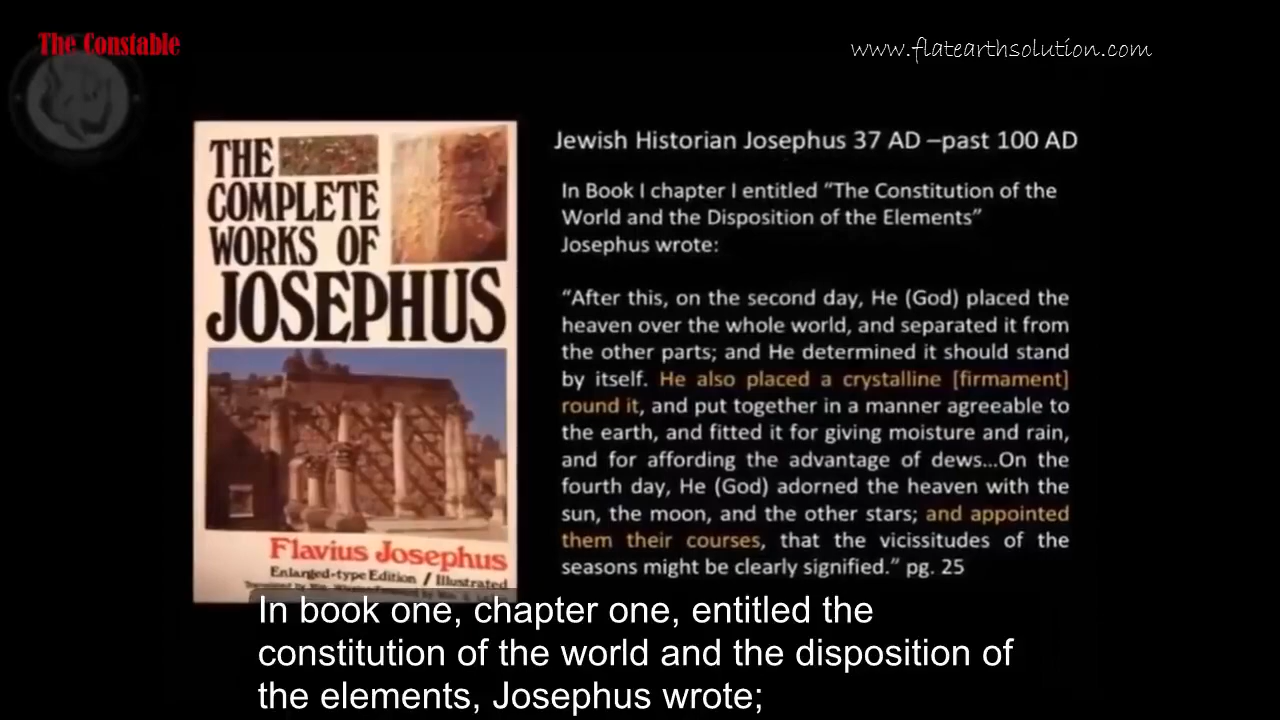 The Constable
www.flatearthsolution.com
THE
COMPLETE
WORKS OF
JOSEPHUS
Flavius Josephus
Enlarged-type Edition / Illustrated
Jewish Historian Josephus 37 AD –past 100 AD
In Book I chapter I entitled “The Constitution of the
World and the Disposition of the Elements”
Josephus wrote:
“After this, on the second day, He (God) placed the
heaven over the whole world, and separated it from
the other parts; and He determined it should stand
by itself. He also placed a crystalline [firmament]
round it, and put together in a manner agreeable to
the earth, and fitted it for giving moisture and rain,
and for affording the advantage of dews...On the
fourth day, He (God) adorned the heaven with the
sun, the moon, and the other stars; and appointed
them their courses, that the vicissitudes of the
seasons might be clearly signified.” pg. 25
In book one, chapter one, entitled the
constitution of the world and the disposition of
the elements, Josephus wrote;